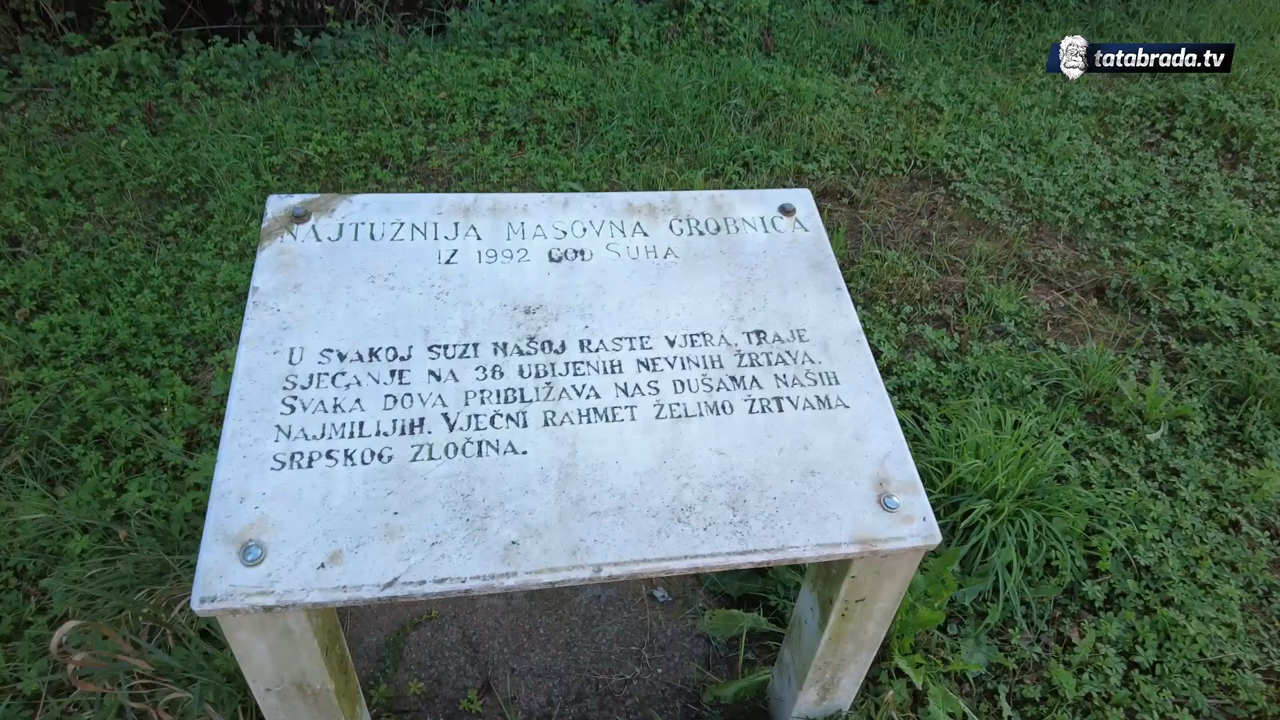 tatabrada.tv
NAJTUŽNIJA MASOVNA GROBNICA
IZ 1992 GOD SUHA
U SVAKOJ SUZI NAŠOJ RASTE VJERA. TRAJE
SJEĆANJE NA 38 UBIJENIH NEVINIH ŽRTAVA.
SVAKA DOVA PRIBLIŽAVA NAS DUŠAMA NAŠIH
NAJMILIJIH. VJEČNI RAHMET ŽELIMO ŽRTVAMA
SRPSKOG ZLOČINA.